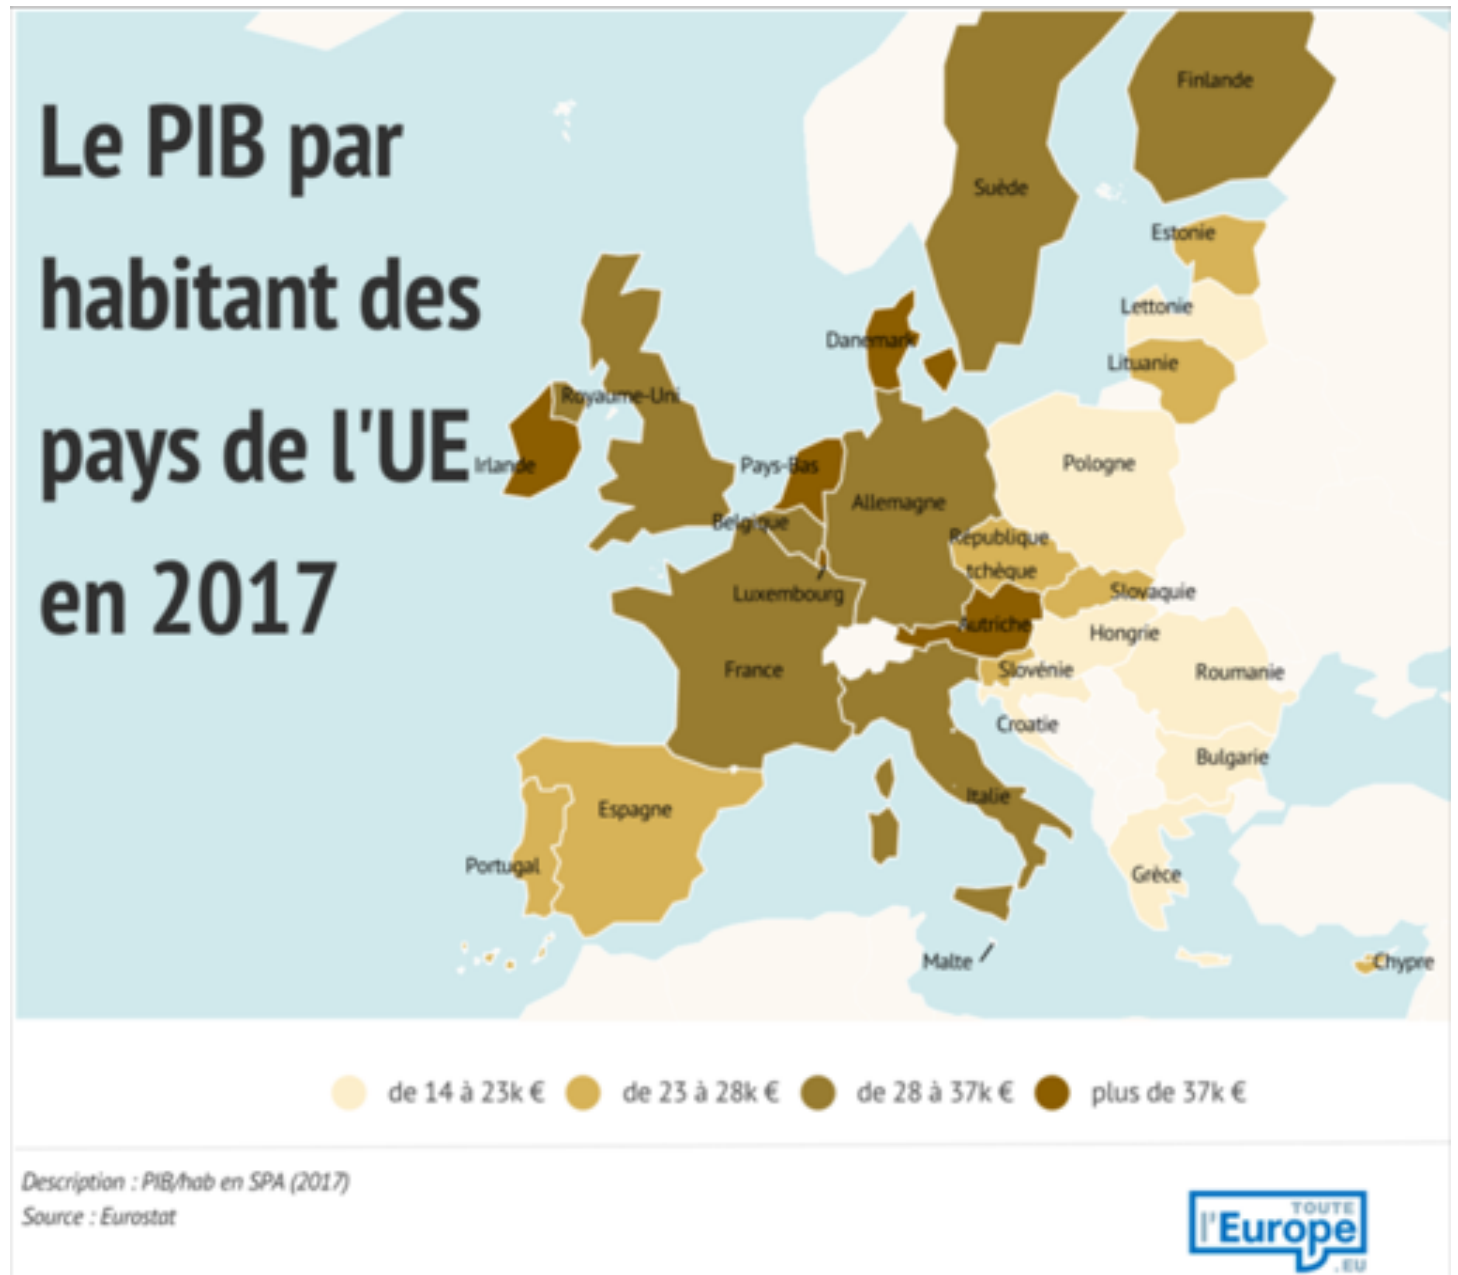 Le PIB par
habitant des
pays de l'UE
en 2017
Finlande
Suède
Estonie
Lettonie
Danemark
Lituanie
Royaume-Uni
Irlande
Pays-Bas
Pologne
Allemagne
Belgique
République
tchèque
Luxembourg
Slovaquie
Autriche
Hongrie
France
Slovénie
Roumanie
Croatie
Bulgarie
Italie
Espagne
Portugal
Grèce
Malte
Chypre
de 14 à 23k € de 23 à 28k € de 28 à 37k € plus de 37k €
Description : PIB/hab en SPA (2017)
Source : Eurostat
TOUTE
l'Europe
.EU